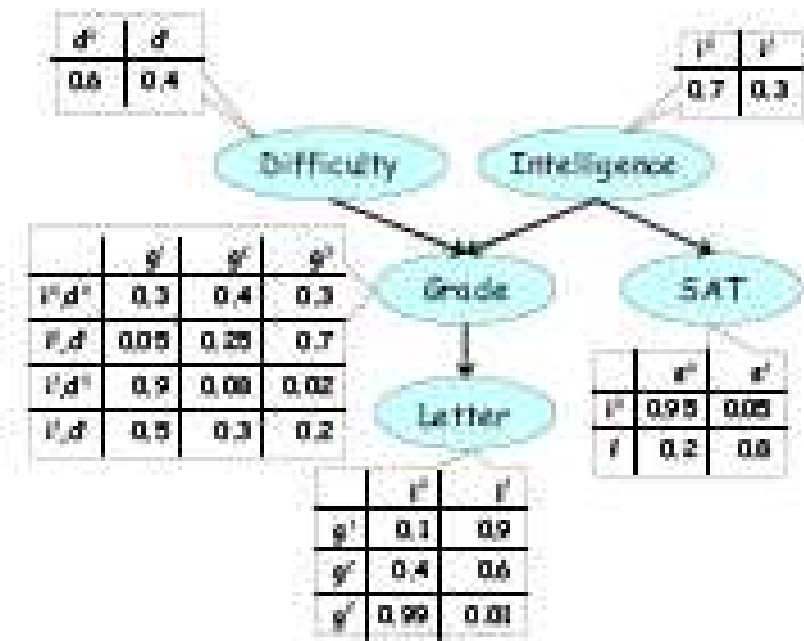 d⁰ d¹
0.6 0.4
i⁰ i¹
0.7 0.3
Difficulty Intelligence
g¹ g² g³
i⁰,d⁰ 0.3 0.4 0.3
i⁰,d¹ 0.05 0.25 0.7
i¹,d⁰ 0.9 0.08 0.02
i¹,d¹ 0.5 0.3 0.2
Grade SAT
s⁰ s¹
i⁰ 0.95 0.05
i¹ 0.2 0.8
Letter
l⁰ l¹
g¹ 0.1 0.9
g² 0.4 0.6
g³ 0.99 0.01